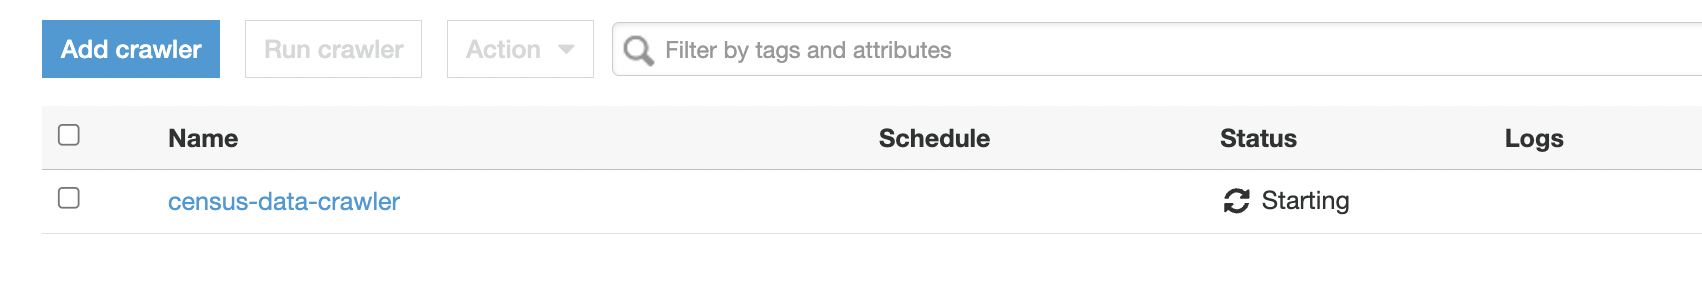 Add crawler Run crawler Action Filter by tags and attributes
Name Schedule Status Logs
census-data-crawler Starting